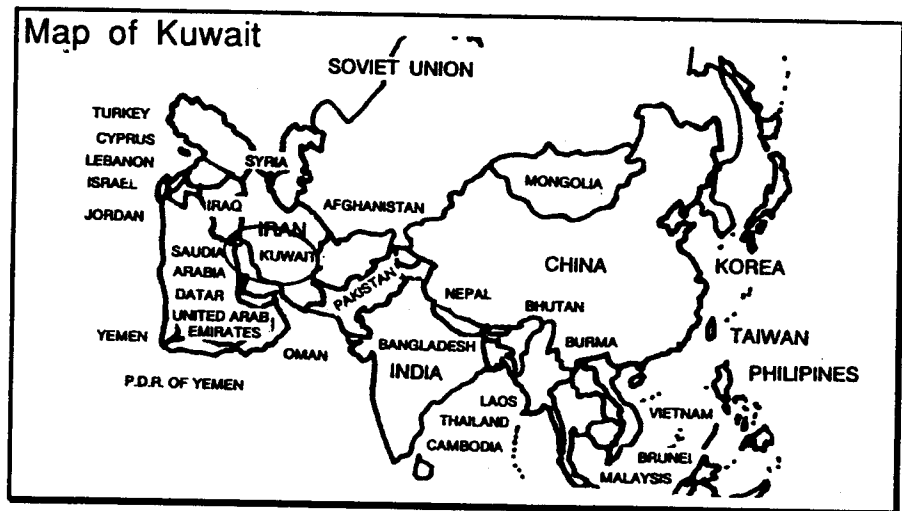 Map of Kuwait
SOVIET UNION
TURKEY
CYPRUS
LEBANON
SYRIA
ISRAEL
MONGOLIA
JORDAN
IRAQ
AFGHANISTAN
IRAN
SAUDIA
KUWAIT
ARABIA
PAKISTAN
CHINA
KOREA
DATAR
NEPAL
BHUTAN
UNITED ARAB
EMIRATES
YEMEN
OMAN
BANGLADESH
BURMA
TAIWAN
INDIA
PHILIPINES
P.D.R. OF YEMEN
LAOS
THAILAND
VIETNAM
CAMBODIA
BRUNEI
MALAYSIS